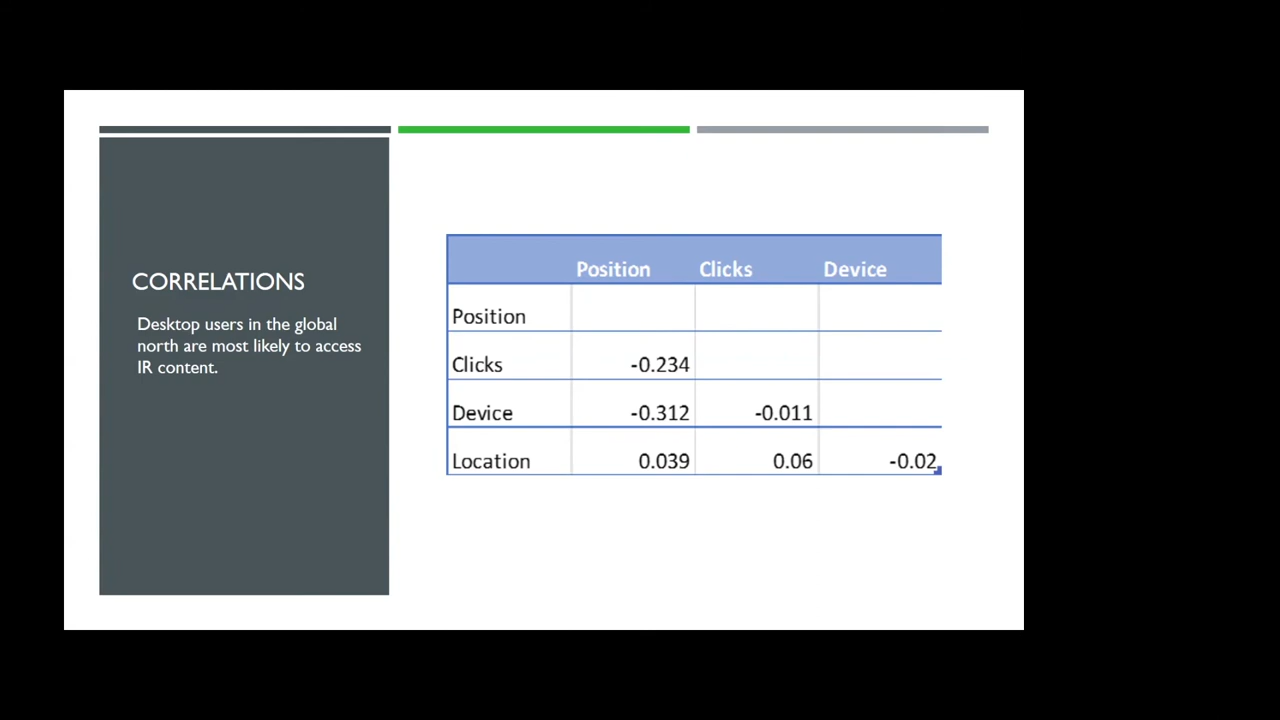 CORRELATIONS
Desktop users in the global
north are most likely to access
IR content.
Position Clicks Device
Position
Clicks -0.234
Device -0.312 -0.011
Location 0.039 0.06 -0.02